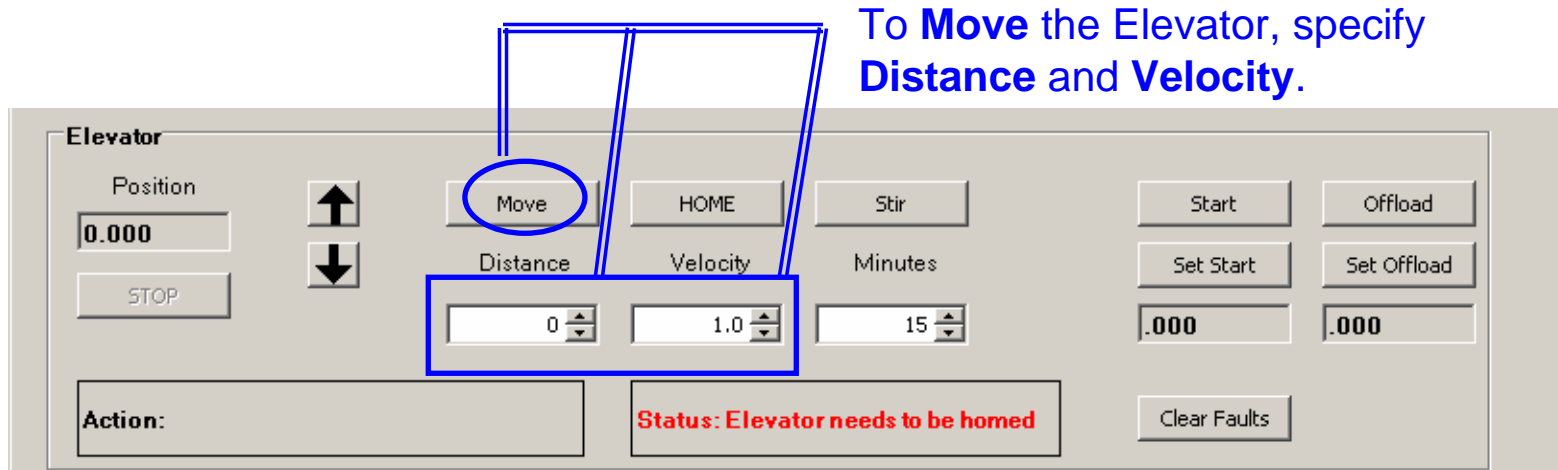 To Move the Elevator, specify
Distance and Velocity.
Elevator
Position
Move
HOME
Stir
Start
Offload
0.000
Distance
Velocity
Minutes
Set Start
Set Offload
STOP
0
1.0
15
.000
.000
Action:
Status: Elevator needs to be homed
Clear Faults